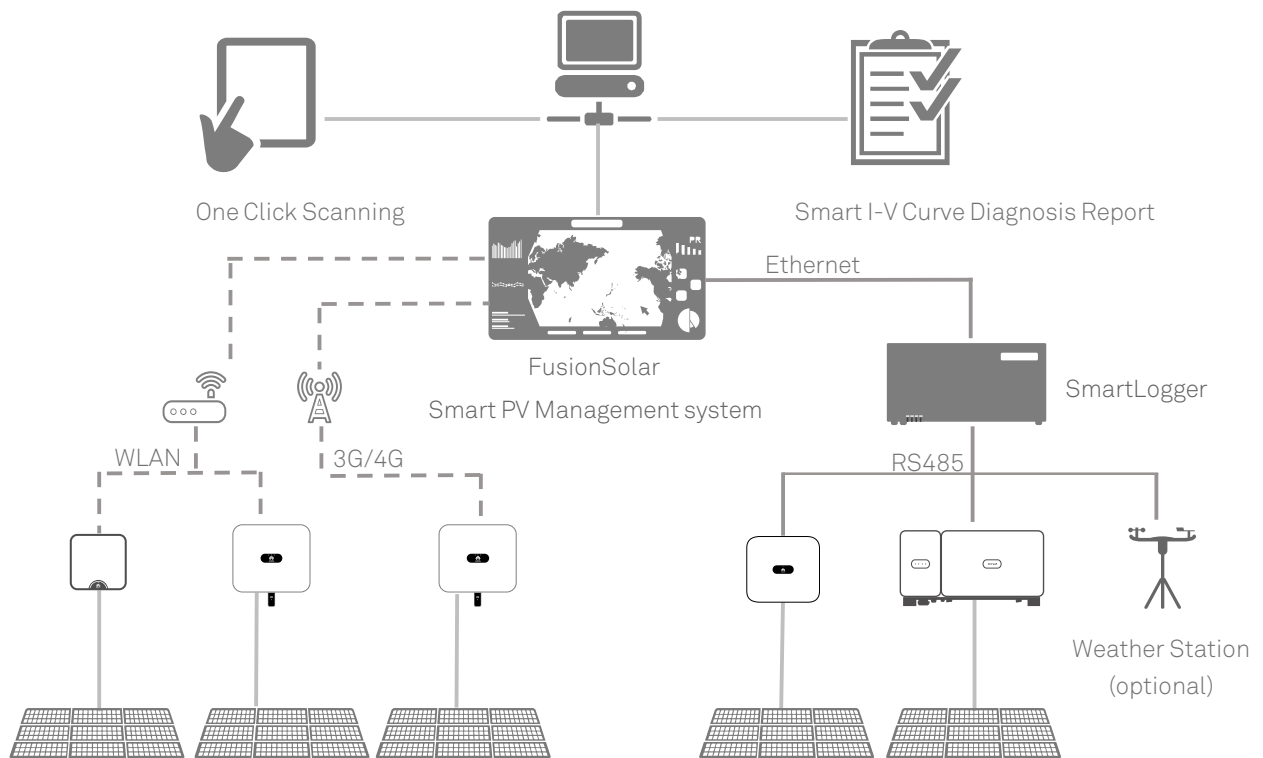 One Click Scanning
Smart I-V Curve Diagnosis Report
PR
Ethernet
FusionSolar
Smart PV Management system
SmartLogger
WLAN
3G/4G
RS485
Weather Station
(optional)